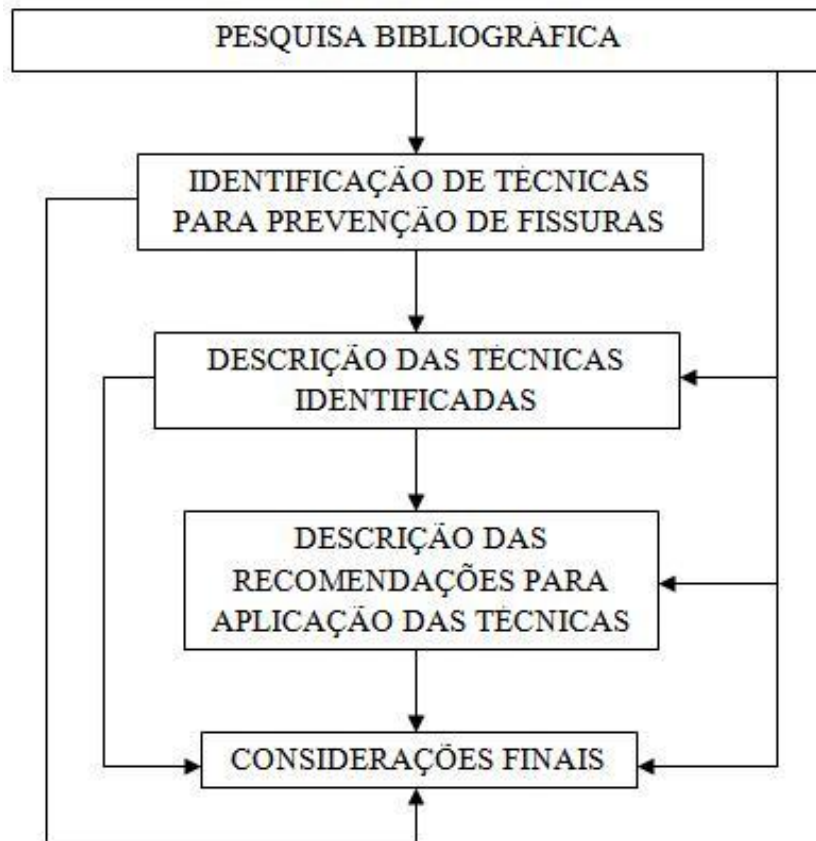 PESQUISA BIBLIOGRÁFICA
IDENTIFICAÇÃO DE TÉCNICAS
PARA PREVENÇÃO DE FISSURAS
DESCRIÇÃO DAS TÉCNICAS
IDENTIFICADAS
DESCRIÇÃO DAS
RECOMENDAÇÕES PARA
APLICAÇÃO DAS TÉCNICAS
CONSIDERAÇÕES FINAIS